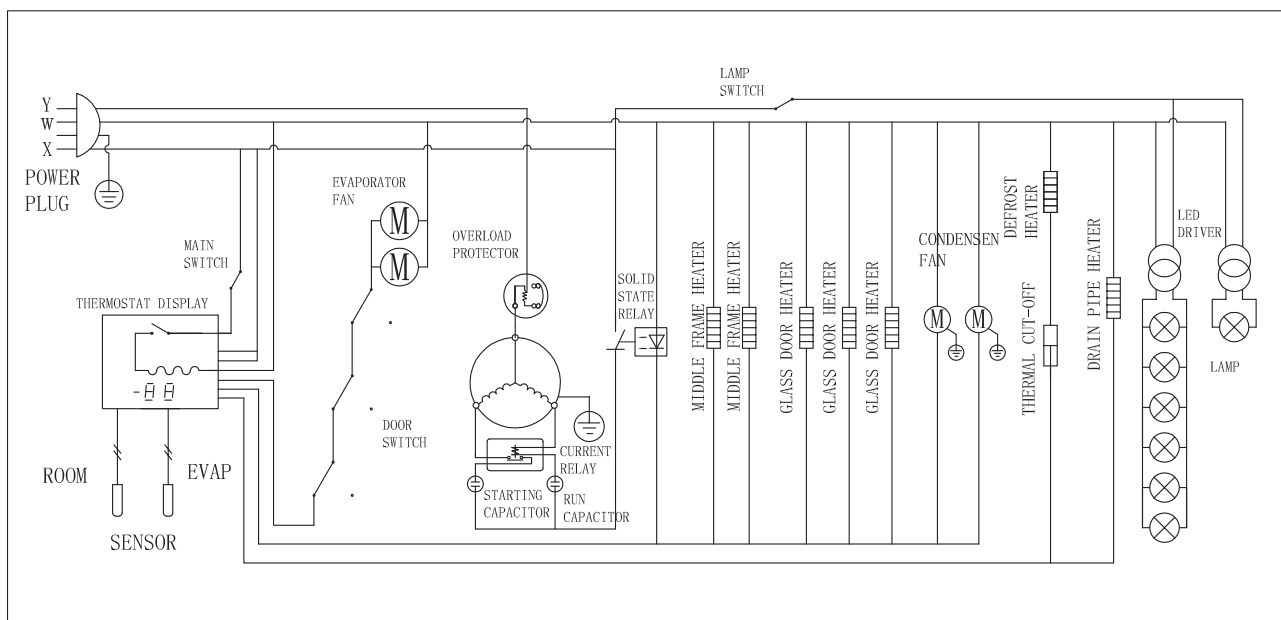 LAMP
SWITCH
Y
W
X
POWER
PLUG
EVAPORATOR
FAN
MAIN
SWITCH
OVERLOAD
PROTECTOR
THERMOSTAT DISPLAY
M
M
SOLID
STATE
RELAY
MIDDLE FRAME HEATER
MIDDLE FRAME HEATER
GLASS DOOR HEATER
GLASS DOOR HEATER
GLASS DOOR HEATER
CONDENSEN
FAN
M
M
DEFROST
HEATER
THERMAL CUT-OFF
DRAIN PIPE HEATER
LED
DRIVER
LAMP
DOOR
SWITCH
CURRENT
RELAY
STARTING
CAPACITOR
RUN
CAPACITOR
ROOM
EVAP
SENSOR